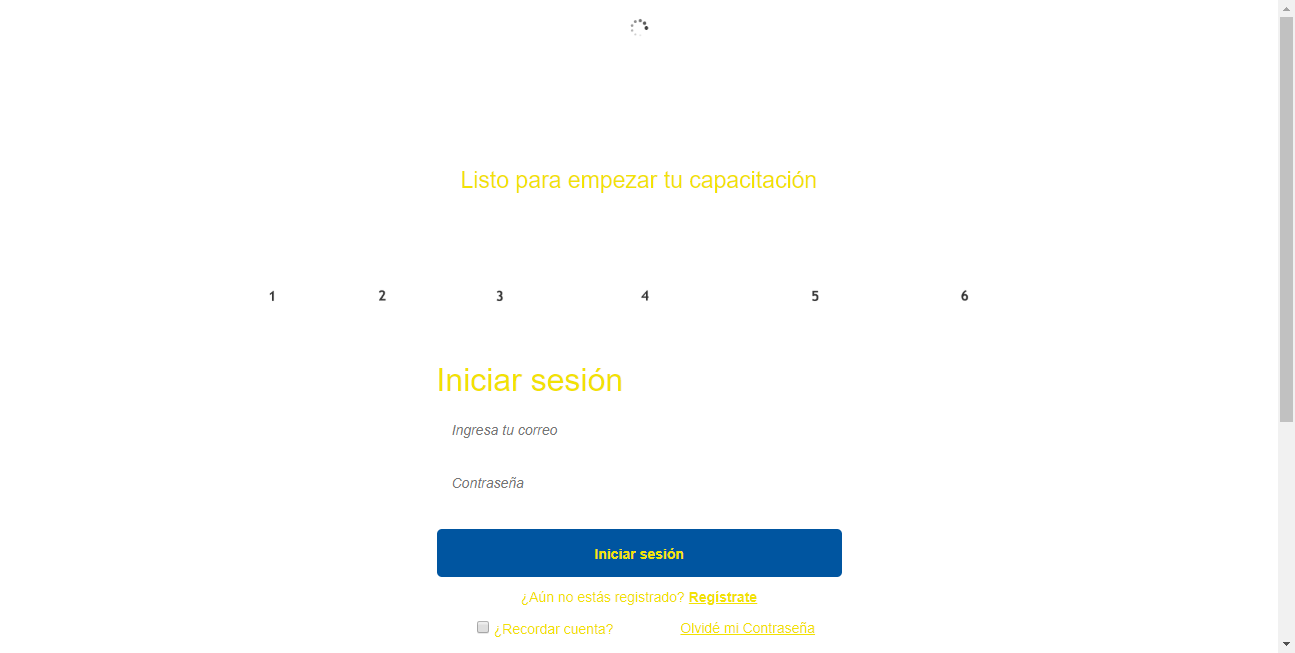 Listo para empezar tu capacitación
1 2 3 4 5 6
Iniciar sesión
Ingresa tu correo
Contraseña
Iniciar sesión
¿Aún no estás registrado? Regístrate
¿Recordar cuenta? Olvidé mi Contraseña